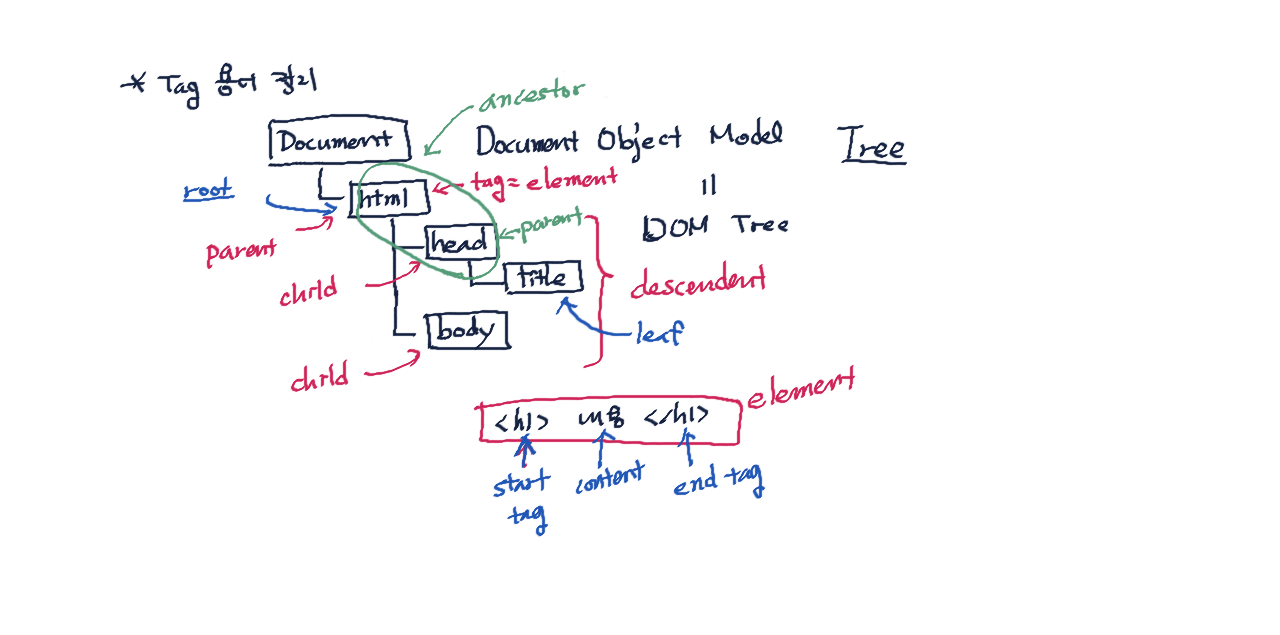 * Tag 용어 정리
ancestor
Document
Document Object Model
Tree
root
html
tag = element
||
parent
head
parent
DOM Tree
child
title
descendent
body
leaf
child
element
<h1> 내용 </h1>
start tag
content
end tag